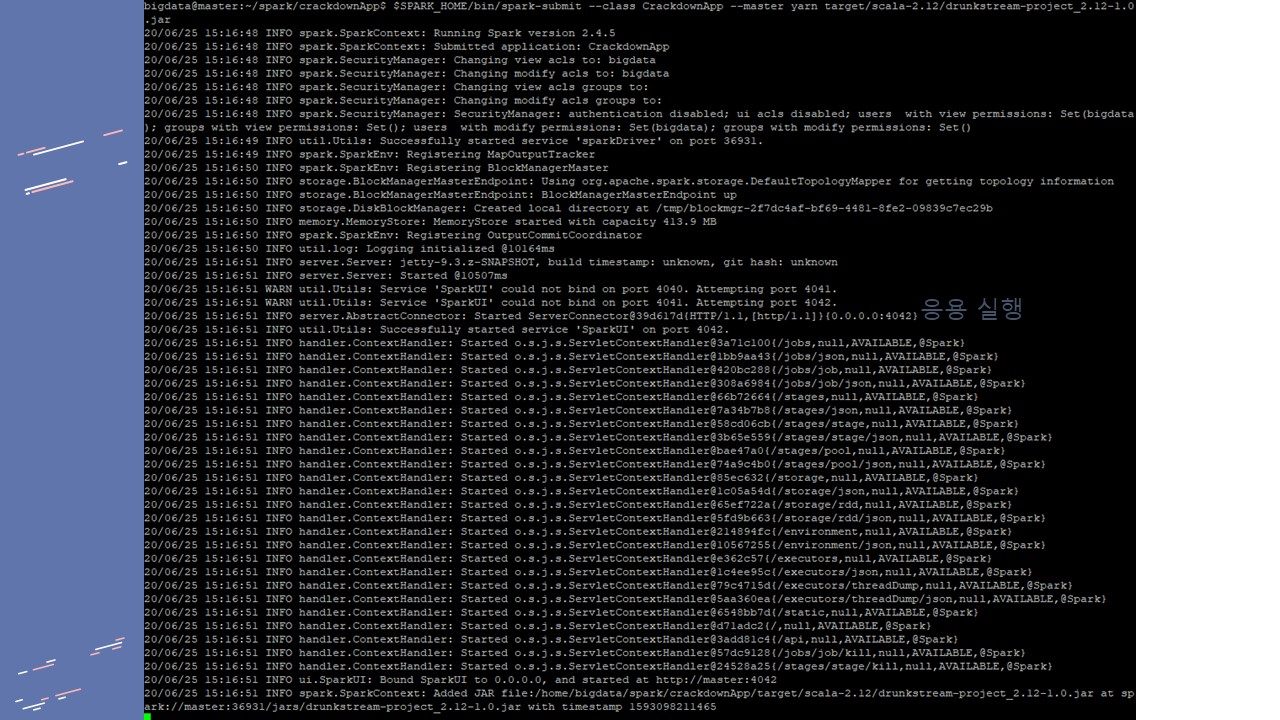 bigdata@master:~/spark/crackdownApp$ $SPARK_HOME/bin/spark-submit --class CrackdownApp --master yarn target/scala-2.12/drunkstream-project_2.12-1.0
.jar
20/06/25 15:16:48 INFO spark.SparkContext: Running Spark version 2.4.5
20/06/25 15:16:48 INFO spark.SparkContext: Submitted application: CrackdownApp
20/06/25 15:16:48 INFO spark.SecurityManager: Changing view acls to: bigdata
20/06/25 15:16:48 INFO spark.SecurityManager: Changing modify acls to: bigdata
20/06/25 15:16:48 INFO spark.SecurityManager: Changing view acls groups to:
20/06/25 15:16:48 INFO spark.SecurityManager: Changing modify acls groups to:
20/06/25 15:16:48 INFO spark.SecurityManager: SecurityManager: authentication disabled; ui acls disabled; users  with view permissions: Set(bigdata
); groups with view permissions: Set(); users  with modify permissions: Set(bigdata); groups with modify permissions: Set()
20/06/25 15:16:49 INFO util.Utils: Successfully started service 'sparkDriver' on port 36931.
20/06/25 15:16:50 INFO spark.SparkEnv: Registering MapOutputTracker
20/06/25 15:16:50 INFO spark.SparkEnv: Registering BlockManagerMaster
20/06/25 15:16:50 INFO storage.BlockManagerMasterEndpoint: Using org.apache.spark.storage.DefaultTopologyMapper for getting topology information
20/06/25 15:16:50 INFO storage.BlockManagerMasterEndpoint: BlockManagerMasterEndpoint up
20/06/25 15:16:50 INFO storage.DiskBlockManager: Created local directory at /tmp/blockmgr-2f7dc4af-bf69-4481-8fe2-09839c7ec29b
20/06/25 15:16:50 INFO memory.MemoryStore: MemoryStore started with capacity 413.9 MB
20/06/25 15:16:50 INFO spark.SparkEnv: Registering OutputCommitCoordinator
20/06/25 15:16:50 INFO util.log: Logging initialized @10164ms
20/06/25 15:16:51 INFO server.Server: jetty-9.3.z-SNAPSHOT, build timestamp: unknown, git hash: unknown
20/06/25 15:16:51 INFO server.Server: Started @10507ms
20/06/25 15:16:51 WARN util.Utils: Service 'SparkUI' could not bind on port 4040. Attempting port 4041.
20/06/25 15:16:51 WARN util.Utils: Service 'SparkUI' could not bind on port 4041. Attempting port 4042.
20/06/25 15:16:51 INFO server.AbstractConnector: Started ServerConnector@39d617d{HTTP/1.1,[http/1.1]}{0.0.0.0:4042}
응용 실행
20/06/25 15:16:51 INFO util.Utils: Successfully started service 'SparkUI' on port 4042.
20/06/25 15:16:51 INFO handler.ContextHandler: Started o.s.j.s.ServletContextHandler@3a71c100{/jobs,null,AVAILABLE,@Spark}
20/06/25 15:16:51 INFO handler.ContextHandler: Started o.s.j.s.ServletContextHandler@1bb9aa43{/jobs/json,null,AVAILABLE,@Spark}
20/06/25 15:16:51 INFO handler.ContextHandler: Started o.s.j.s.ServletContextHandler@420bc288{/jobs/job,null,AVAILABLE,@Spark}
20/06/25 15:16:51 INFO handler.ContextHandler: Started o.s.j.s.ServletContextHandler@308a6984{/jobs/job/json,null,AVAILABLE,@Spark}
20/06/25 15:16:51 INFO handler.ContextHandler: Started o.s.j.s.ServletContextHandler@66b72664{/stages,null,AVAILABLE,@Spark}
20/06/25 15:16:51 INFO handler.ContextHandler: Started o.s.j.s.ServletContextHandler@7a34b7b8{/stages/json,null,AVAILABLE,@Spark}
20/06/25 15:16:51 INFO handler.ContextHandler: Started o.s.j.s.ServletContextHandler@58cd06cb{/stages/stage,null,AVAILABLE,@Spark}
20/06/25 15:16:51 INFO handler.ContextHandler: Started o.s.j.s.ServletContextHandler@3b65e559{/stages/stage/json,null,AVAILABLE,@Spark}
20/06/25 15:16:51 INFO handler.ContextHandler: Started o.s.j.s.ServletContextHandler@bae47a0{/stages/pool,null,AVAILABLE,@Spark}
20/06/25 15:16:51 INFO handler.ContextHandler: Started o.s.j.s.ServletContextHandler@74a9c4b0{/stages/pool/json,null,AVAILABLE,@Spark}
20/06/25 15:16:51 INFO handler.ContextHandler: Started o.s.j.s.ServletContextHandler@85ec632{/storage,null,AVAILABLE,@Spark}
20/06/25 15:16:51 INFO handler.ContextHandler: Started o.s.j.s.ServletContextHandler@1c05a54d{/storage/json,null,AVAILABLE,@Spark}
20/06/25 15:16:51 INFO handler.ContextHandler: Started o.s.j.s.ServletContextHandler@65ef722a{/storage/rdd,null,AVAILABLE,@Spark}
20/06/25 15:16:51 INFO handler.ContextHandler: Started o.s.j.s.ServletContextHandler@5fd9b663{/storage/rdd/json,null,AVAILABLE,@Spark}
20/06/25 15:16:51 INFO handler.ContextHandler: Started o.s.j.s.ServletContextHandler@214894fc{/environment,null,AVAILABLE,@Spark}
20/06/25 15:16:51 INFO handler.ContextHandler: Started o.s.j.s.ServletContextHandler@10567255{/environment/json,null,AVAILABLE,@Spark}
20/06/25 15:16:51 INFO handler.ContextHandler: Started o.s.j.s.ServletContextHandler@e362c57{/executors,null,AVAILABLE,@Spark}
20/06/25 15:16:51 INFO handler.ContextHandler: Started o.s.j.s.ServletContextHandler@1c4ee95c{/executors/json,null,AVAILABLE,@Spark}
20/06/25 15:16:51 INFO handler.ContextHandler: Started o.s.j.s.ServletContextHandler@79c4715d{/executors/threadDump,null,AVAILABLE,@Spark}
20/06/25 15:16:51 INFO handler.ContextHandler: Started o.s.j.s.ServletContextHandler@5aa360ea{/executors/threadDump/json,null,AVAILABLE,@Spark}
20/06/25 15:16:51 INFO handler.ContextHandler: Started o.s.j.s.ServletContextHandler@6548bb7d{/static,null,AVAILABLE,@Spark}
20/06/25 15:16:51 INFO handler.ContextHandler: Started o.s.j.s.ServletContextHandler@d71adc2{/,null,AVAILABLE,@Spark}
20/06/25 15:16:51 INFO handler.ContextHandler: Started o.s.j.s.ServletContextHandler@3add81c4{/api,null,AVAILABLE,@Spark}
20/06/25 15:16:51 INFO handler.ContextHandler: Started o.s.j.s.ServletContextHandler@57dc9128{/jobs/job/kill,null,AVAILABLE,@Spark}
20/06/25 15:16:51 INFO handler.ContextHandler: Started o.s.j.s.ServletContextHandler@24528a25{/stages/stage/kill,null,AVAILABLE,@Spark}
20/06/25 15:16:51 INFO ui.SparkUI: Bound SparkUI to 0.0.0.0, and started at http://master:4042
20/06/25 15:16:51 INFO spark.SparkContext: Added JAR file:/home/bigdata/spark/crackdownApp/target/scala-2.12/drunkstream-project_2.12-1.0.jar at sp
ark://master:36931/jars/drunkstream-project_2.12-1.0.jar with timestamp 1593098211465